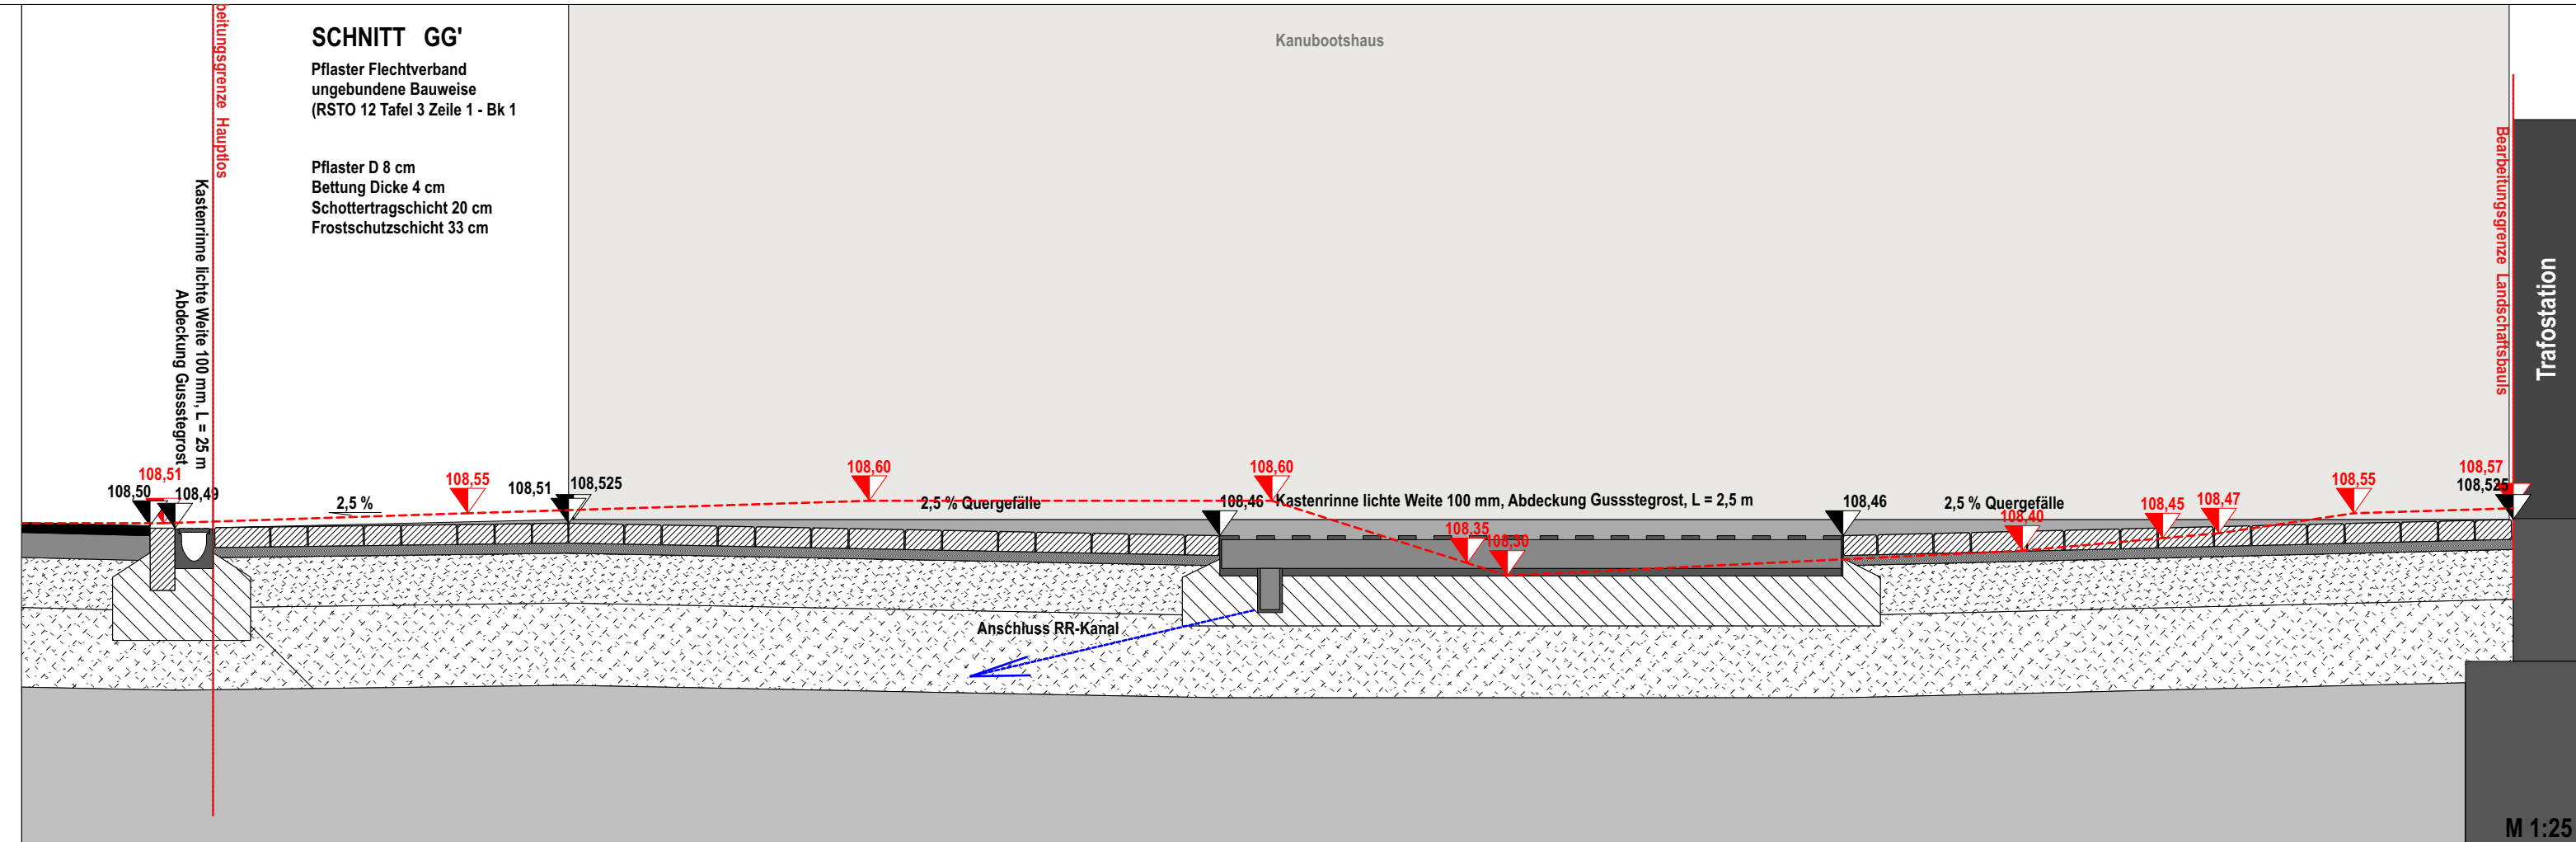 SCHNITT GG'
Pflaster Flechtverband
ungebundene Bauweise
(RSTO 12 Tafel 3 Zeile 1 - Bk 1
Pflaster D 8 cm
Bettung Dicke 4 cm
Schottertragschicht 20 cm
Frostschutzschicht 33 cm
Kanubootshaus
beitungsgrenze Hauptlos
Kastenrinne lichte Weite 100 mm, L = 25 m
Abdeckung Gussstegrost
Bearbeitungsgrenze Landschaftsbauls
Trafostation
108,51
108,50
108,49
2,5 %
108,55
108,51
108,525
108,60
2,5 % Quergefälle
108,60
108,46
Kastenrinne lichte Weite 100 mm, Abdeckung Gussstegrost, L = 2,5 m
108,35
108,30
108,46
2,5 % Quergefälle
108,40
108,45
108,47
108,55
108,57
108,525
Anschluss RR-Kanal
M 1:25